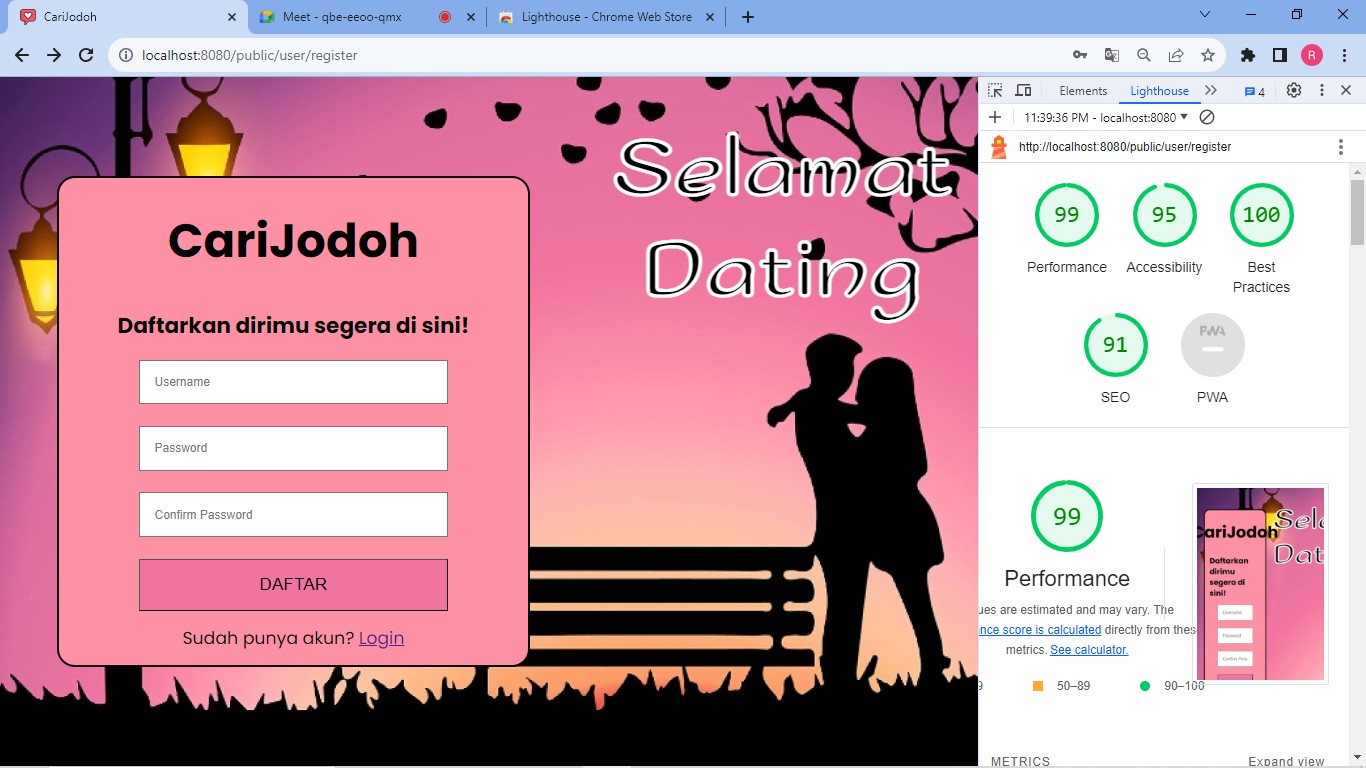 CariJodoh
Meet - qbe-eeoo-qmx
Lighthouse - Chrome Web Store
localhost:8080/public/user/register
R
Elements
Lighthouse
4
11:39:36 PM - localhost:8080
http://localhost:8080/public/user/register
Selamat
Dating
CariJodoh
Daftarkan dirimu segera di sini!
Username
Password
Confirm Password
DAFTAR
Sudah punya akun? Login
99
95
100
Performance
Accessibility
Best
Practices
91
PWA
SEO
PWA
99
Performance
ues are estimated and may vary. The
nce score is calculated directly from thes
metrics. See calculator.
9
50–89
90–100
CariJodoh
Sela
Dat
Daftarkan
dirimu
segera di
sini!
Username
Password
Confirm Pass
METRICS
Expand view